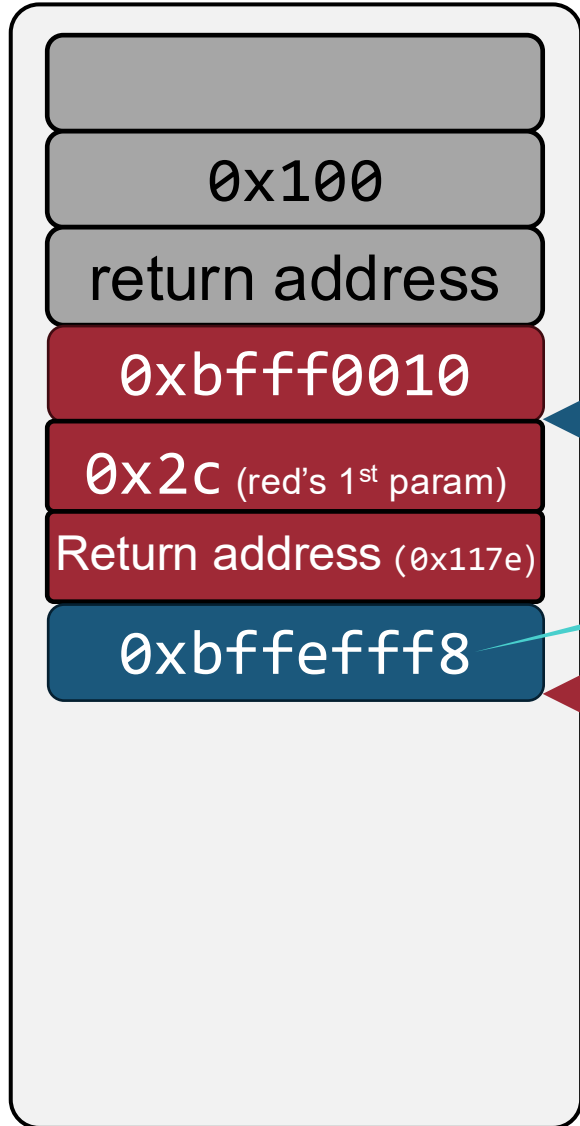 0x100
return address
0xbfff0010
0x2c (red's 1st param)
Return address (0x117e)
0xbffefff8